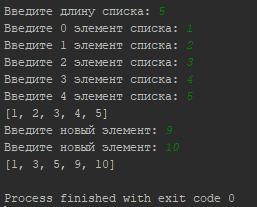 Введите длину списка: 5
Введите 0 элемент списка: 1
Введите 1 элемент списка: 2
Введите 2 элемент списка: 3
Введите 3 элемент списка: 4
Введите 4 элемент списка: 5
[1, 2, 3, 4, 5]
Введите новый элемент: 9
Введите новый элемент: 10
[1, 3, 5, 9, 10]
Process finished with exit code 0